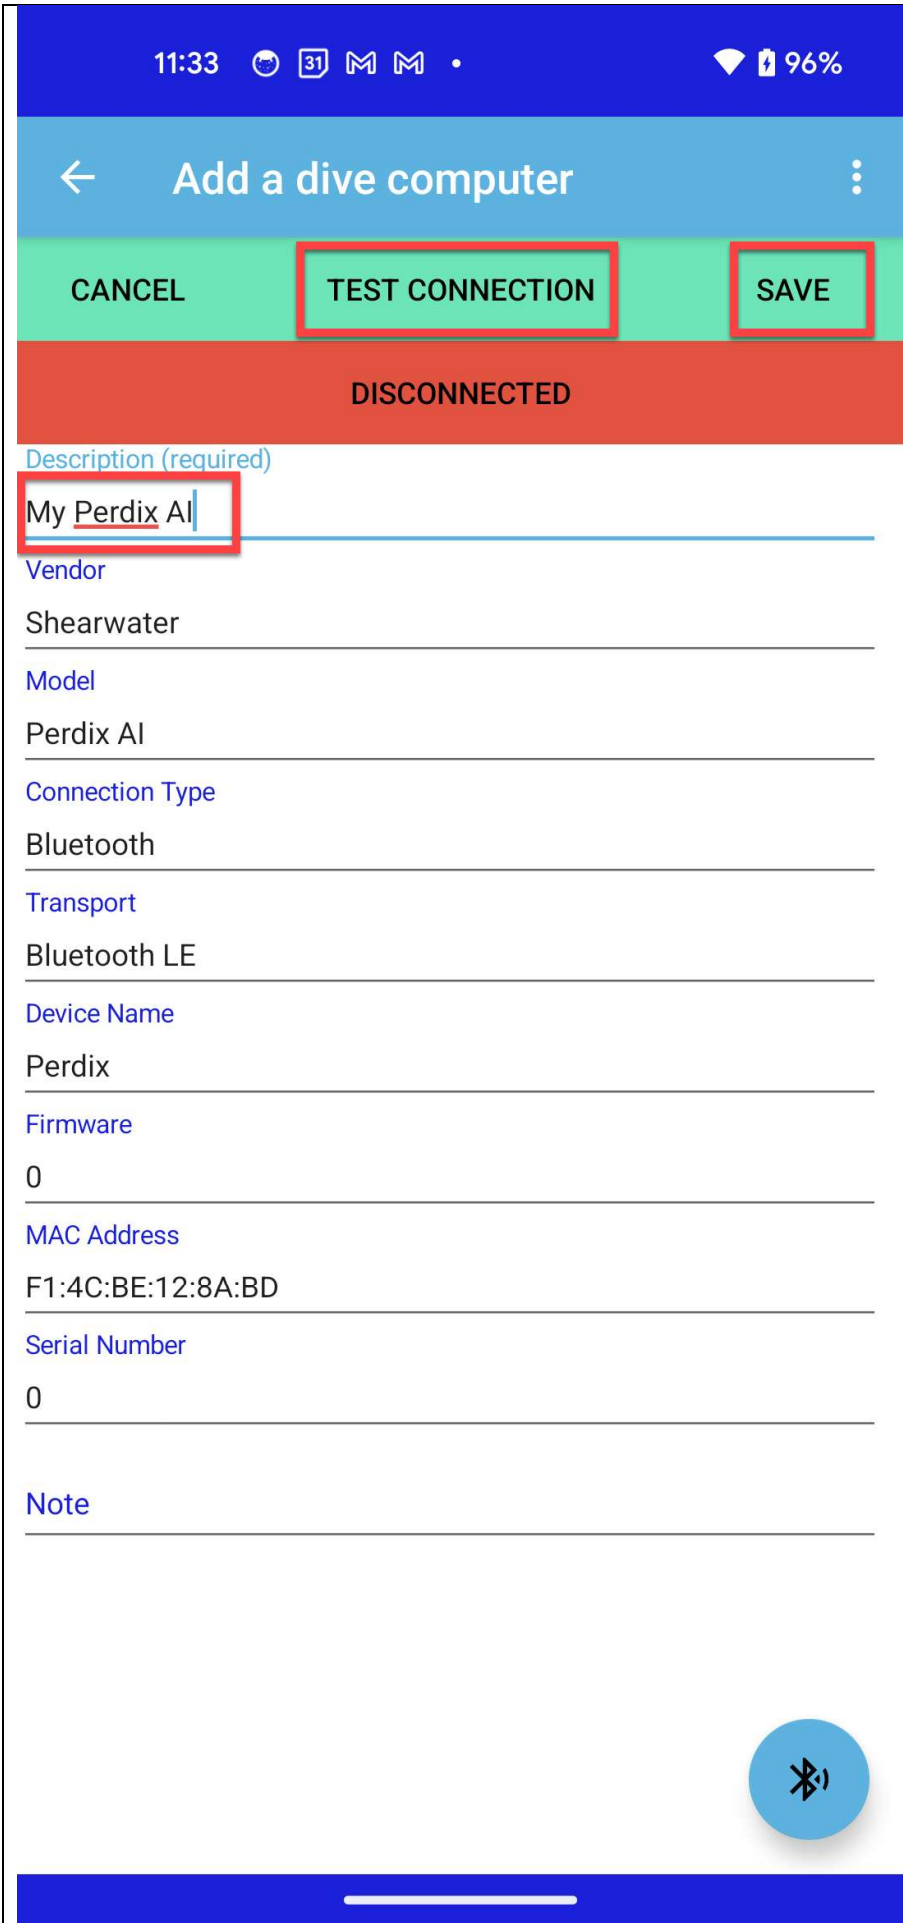 11:33 31 96%
Add a dive computer
CANCEL TEST CONNECTION SAVE
DISCONNECTED
Description (required)
My Perdix AI
Vendor
Shearwater
Model
Perdix AI
Connection Type
Bluetooth
Transport
Bluetooth LE
Device Name
Perdix
Firmware
0
MAC Address
F1:4C:BE:12:8A:BD
Serial Number
0
Note